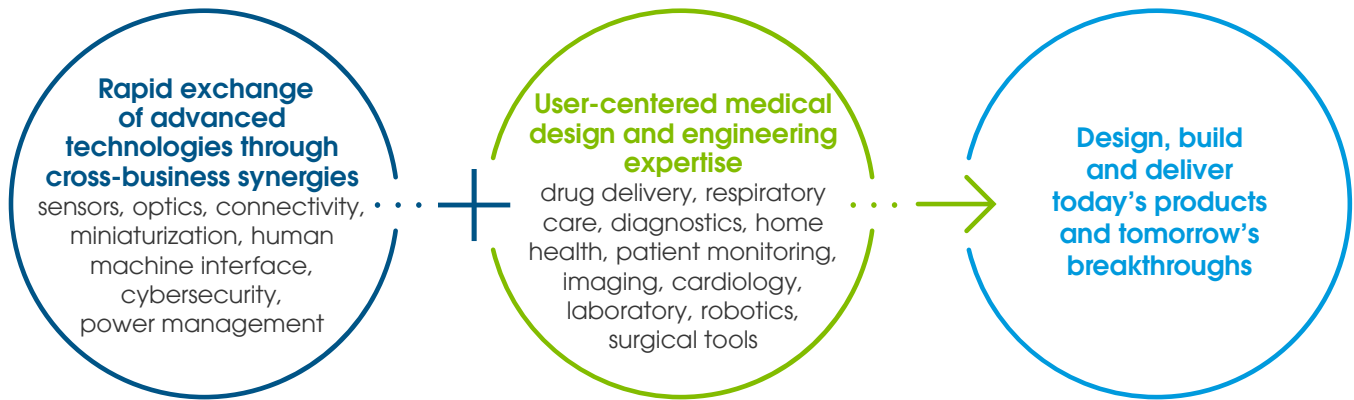 Rapid exchange
of advanced
technologies through
cross-business synergies
sensors, optics, connectivity,
miniaturization, human
machine interface,
cybersecurity,
power management
User-centered medical
design and engineering
expertise
drug delivery, respiratory
care, diagnostics, home
health, patient monitoring,
imaging, cardiology,
laboratory, robotics,
surgical tools
Design, build
and deliver
today’s products
and tomorrow’s
breakthroughs